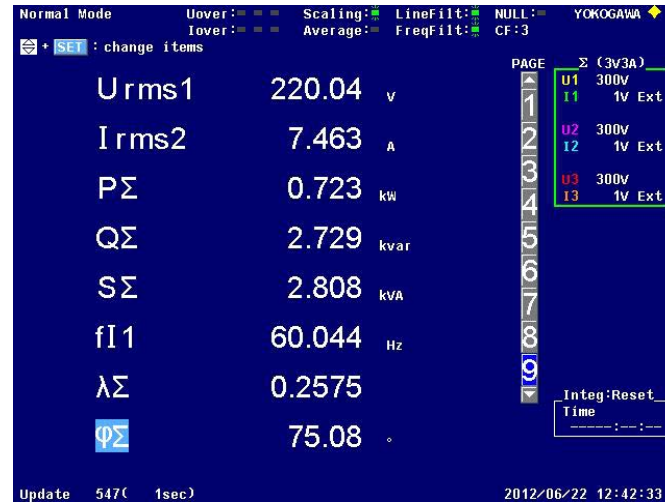 Normal Mode Uover: Scaling: LineFilt: NULL: YOKOGAWA
Iover: Average: FreqFilt: CF:3
+ SET : change items
PAGE
Σ (3V3A)
U1 300V
I1 1V Ext
U2 300V
I2 1V Ext
U3 300V
I3 1V Ext
Urms1 220.04 V
Irms2 7.463 A
PΣ 0.723 kW
QΣ 2.729 kvar
SΣ 2.808 kVA
fI1 60.044 Hz
λΣ 0.2575
φΣ 75.08 °
1
2
3
4
5
6
7
8
9
Integ:Reset
Time
-----:--:--
Update 547( 1sec) 2012/06/22 12:42:33